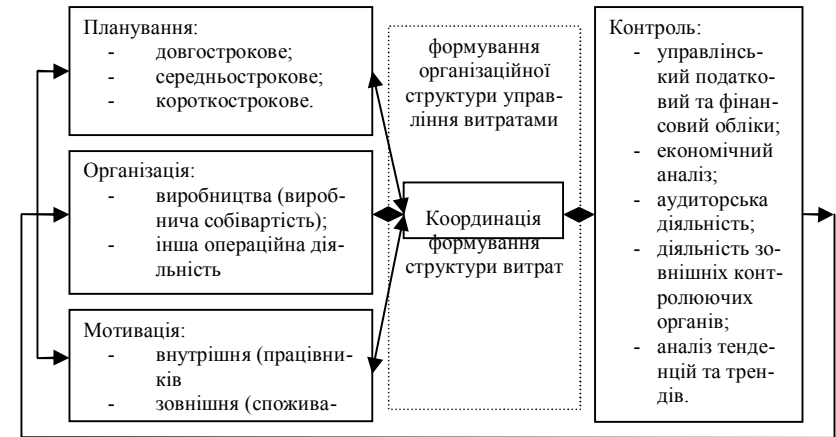 Планування:
- довгострокове;
- середньострокове;
- короткострокове.
Організація:
- виробництва (вироб-
нича собівартість);
- інша операційна дія-
льність
Мотивація:
- внутрішня (працівни-
ків
- зовнішня (спожива-
формування
організаційної
структури управ-
ління витратами
Координація
формування
структури витрат
Контроль:
- управлінсь-
кий податко-
вий та фінан-
совий обліки;
- економічний
аналіз;
- аудиторська
діяльність;
- діяльність зо-
внішніх конт-
ролюючих
органів;
- аналіз тенде-
нцій та трен-
дів.